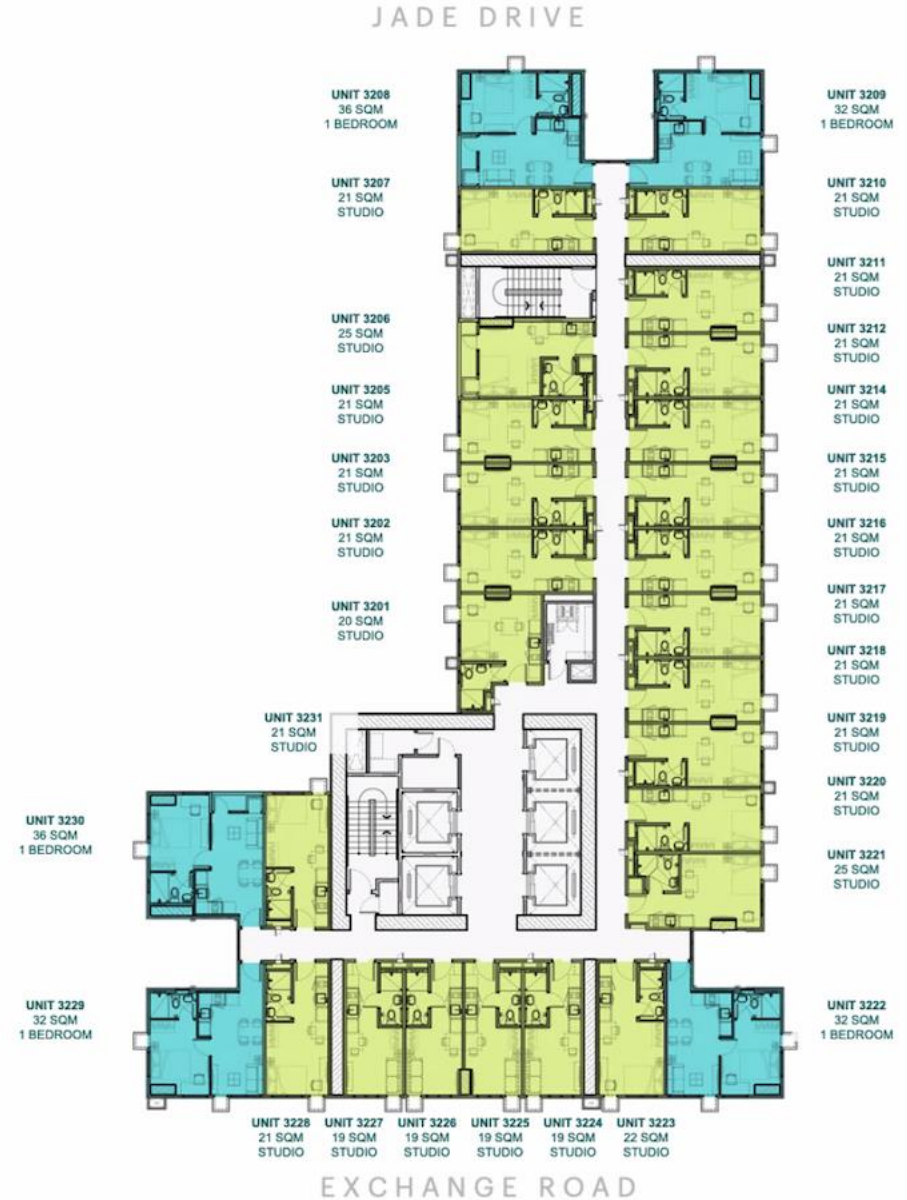 JADE DRIVE
UNIT 3208
36 SQM
1 BEDROOM
UNIT 3209
32 SQM
1 BEDROOM
UNIT 3207
21 SQM
STUDIO
UNIT 3210
21 SQM
STUDIO
UNIT 3211
21 SQM
STUDIO
UNIT 3206
25 SQM
STUDIO
UNIT 3212
21 SQM
STUDIO
UNIT 3205
21 SQM
STUDIO
UNIT 3214
21 SQM
STUDIO
UNIT 3203
21 SQM
STUDIO
UNIT 3215
21 SQM
STUDIO
UNIT 3202
21 SQM
STUDIO
UNIT 3216
21 SQM
STUDIO
UNIT 3217
21 SQM
STUDIO
UNIT 3201
20 SQM
STUDIO
UNIT 3218
21 SQM
STUDIO
UNIT 3231
21 SQM
STUDIO
UNIT 3219
21 SQM
STUDIO
UNIT 3220
21 SQM
STUDIO
UNIT 3230
36 SQM
1 BEDROOM
UNIT 3221
25 SQM
STUDIO
UNIT 3229
32 SQM
1 BEDROOM
UNIT 3222
32 SQM
1 BEDROOM
UNIT 3228
21 SQM
STUDIO
UNIT 3227
19 SQM
STUDIO
UNIT 3226
19 SQM
STUDIO
UNIT 3225
19 SQM
STUDIO
UNIT 3224
19 SQM
STUDIO
UNIT 3223
22 SQM
STUDIO
EXCHANGE ROAD